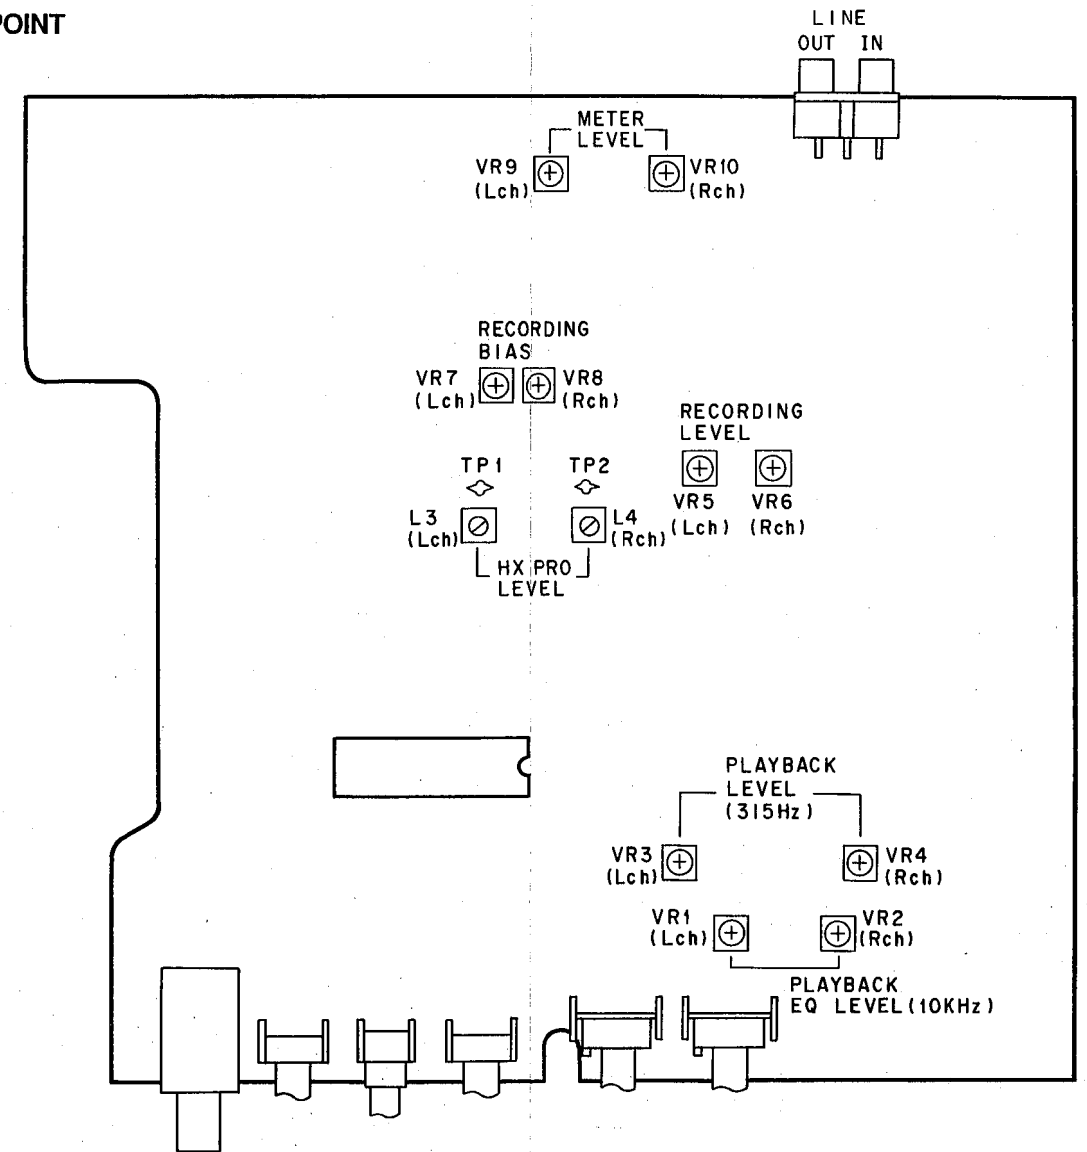 POINT
LINE
OUT IN
METER
LEVEL
VR9
(Lch)
VR10
(Rch)
RECORDING
BIAS
VR7
(Lch)
VR8
(Rch)
RECORDING
LEVEL
VR5
(Lch)
VR6
(Rch)
TP1
TP2
L3
(Lch)
L4
(Rch)
HX PRO
LEVEL
PLAYBACK
LEVEL
(315Hz)
VR3
(Lch)
VR4
(Rch)
VR1
(Lch)
VR2
(Rch)
PLAYBACK
EQ LEVEL(10KHz)